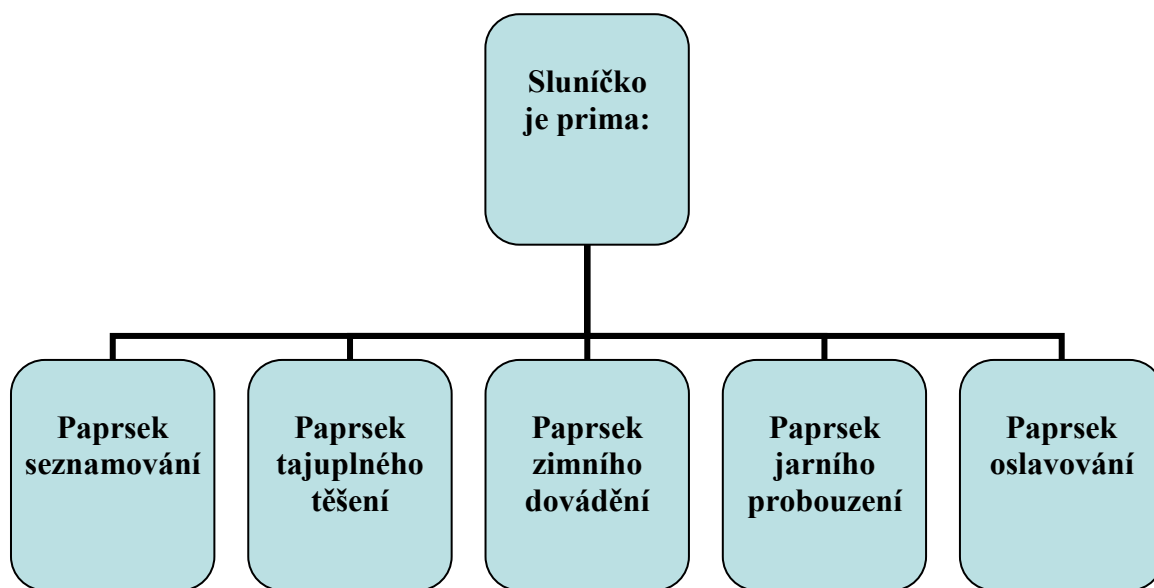 Sluníčko
je prima:
Paprsek
seznamování
Paprsek
tajuplného
těšení
Paprsek
zimního
dovádění
Paprsek
jarního
probouzení
Paprsek
oslavování